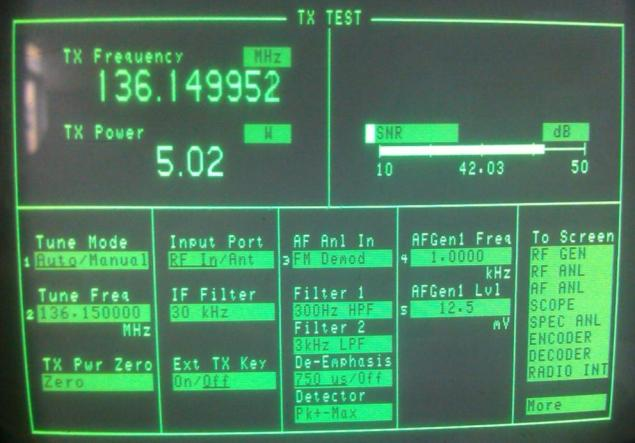 TX TEST
TX Frequency MHz
136.149952
TX Power W
5.02
SNR dB
10 42.03 50
Tune Mode
1 Auto/Manual
Tune Freq
2 136.150000
MHz
TX Pwr Zero
Zero
Input Port
RF In/Ant
IF Filter
30 kHz
Ext TX Key
On/Off
AF Anl In
3 FM Demod
Filter 1
300Hz HPF
Filter 2
3kHz LPF
De-Emphasis
750 us/Off
Detector
Pk+-Max
AFGen1 Freq
4 1.0000
kHz
AFGen1 Lvl
5 12.5
mV
To Screen
RF GEN
RF ANL
AF ANL
SCOPE
SPEC ANL
ENCODER
DECODER
RADIO INT
More